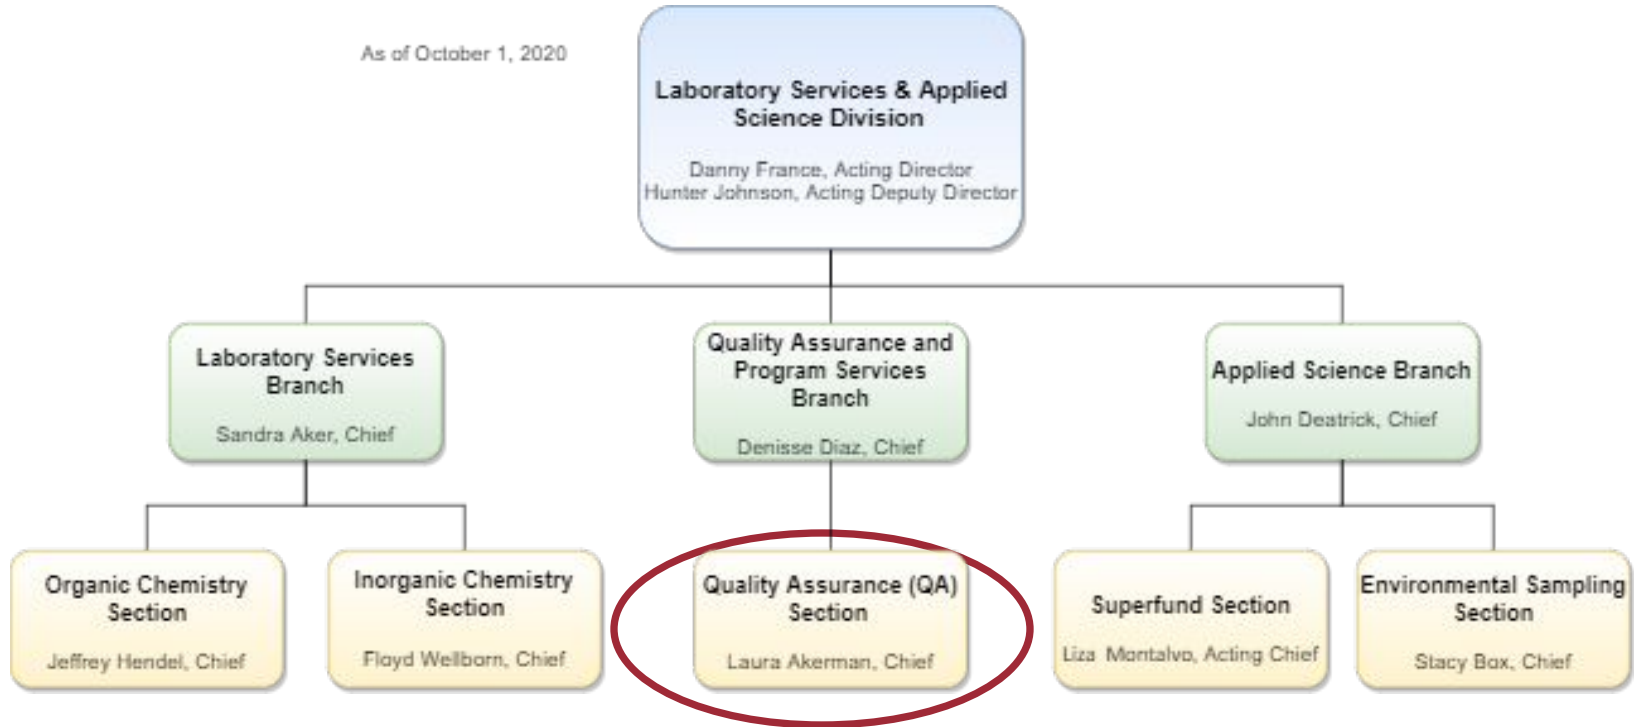 As of October 1, 2020
Laboratory Services & Applied
Science Division
Danny France, Acting Director
Hunter Johnson, Acting Deputy Director
Laboratory Services
Branch
Sandra Aker, Chief
Quality Assurance and
Program Services
Branch
Denisse Diaz, Chief
Applied Science Branch
John Deatrick, Chief
Organic Chemistry
Section
Jeffrey Hendel, Chief
Inorganic Chemistry
Section
Floyd Wellborn, Chief
Quality Assurance (QA)
Section
Laura Akerman, Chief
Superfund Section
Liza Montalvo, Acting Chief
Environmental Sampling
Section
Stacy Box, Chief